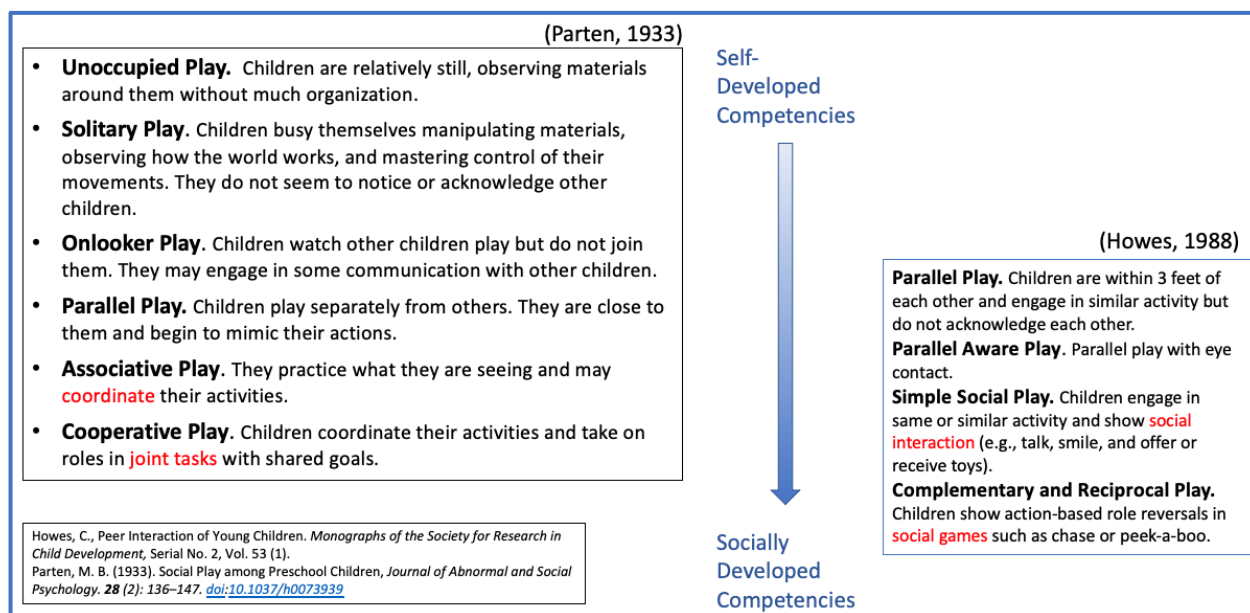 (Parten, 1933)
• Unoccupied Play. Children are relatively still, observing materials
around them without much organization.
• Solitary Play. Children busy themselves manipulating materials,
observing how the world works, and mastering control of their
movements. They do not seem to notice or acknowledge other
children.
• Onlooker Play. Children watch other children play but do not join
them. They may engage in some communication with other children.
• Parallel Play. Children play separately from others. They are close to
them and begin to mimic their actions.
• Associative Play. They practice what they are seeing and may
coordinate their activities.
• Cooperative Play. Children coordinate their activities and take on
roles in joint tasks with shared goals.
Howes, C., Peer Interaction of Young Children. Monographs of the Society for Research in
Child Development, Serial No. 2, Vol. 53 (1).
Parten, M. B. (1933). Social Play among Preschool Children, Journal of Abnormal and Social
Psychology. 28 (2): 136–147. doi:10.1037/h0073939
Self-
Developed
Competencies
Socially
Developed
Competencies
(Howes, 1988)
Parallel Play. Children are within 3 feet of
each other and engage in similar activity but
do not acknowledge each other.
Parallel Aware Play. Parallel play with eye
contact.
Simple Social Play. Children engage in
same or similar activity and show social
interaction (e.g., talk, smile, and offer or
receive toys).
Complementary and Reciprocal Play.
Children show action-based role reversals in
social games such as chase or peek-a-boo.